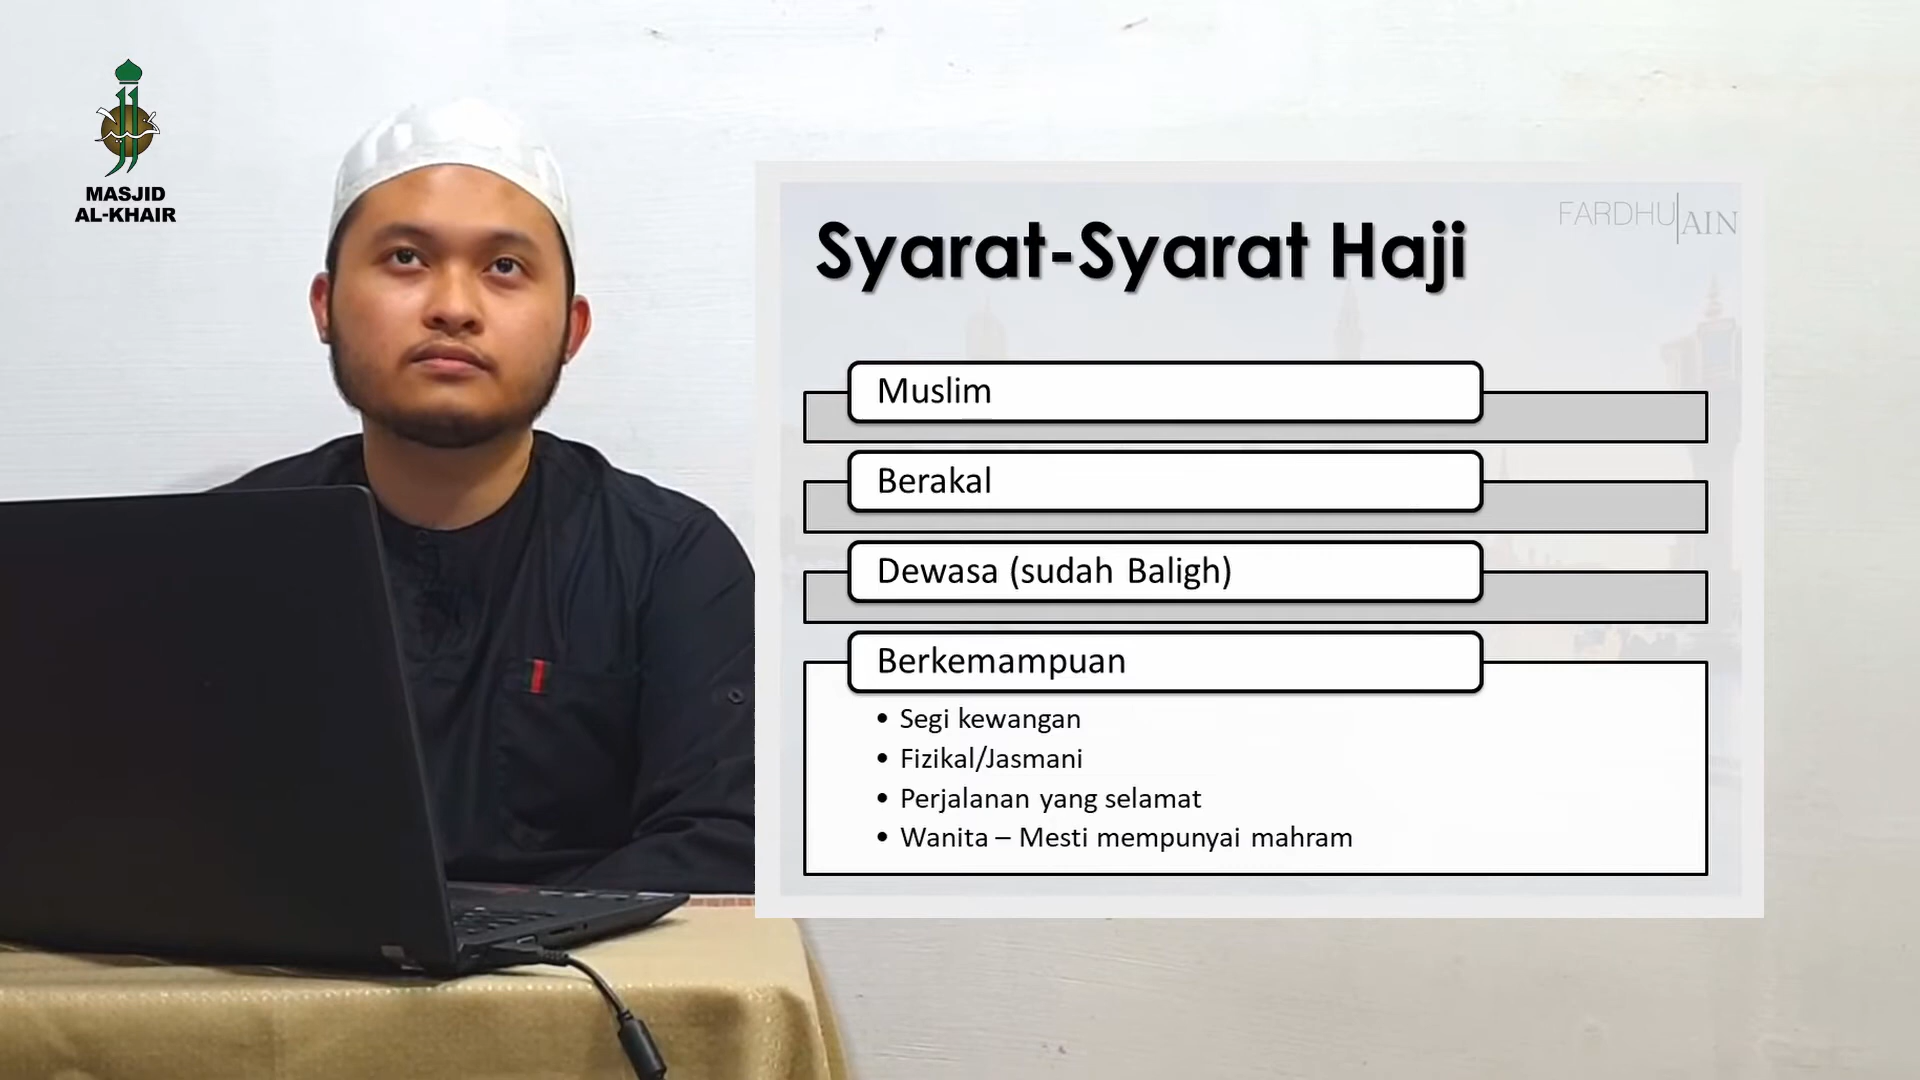 MASJID
AL-KHAIR
FARDHU AIN
Syarat-Syarat Haji
Muslim
Berakal
Dewasa (sudah Baligh)
Berkemampuan
• Segi kewangan
• Fizikal/Jasmani
• Perjalanan yang selamat
• Wanita – Mesti mempunyai mahram